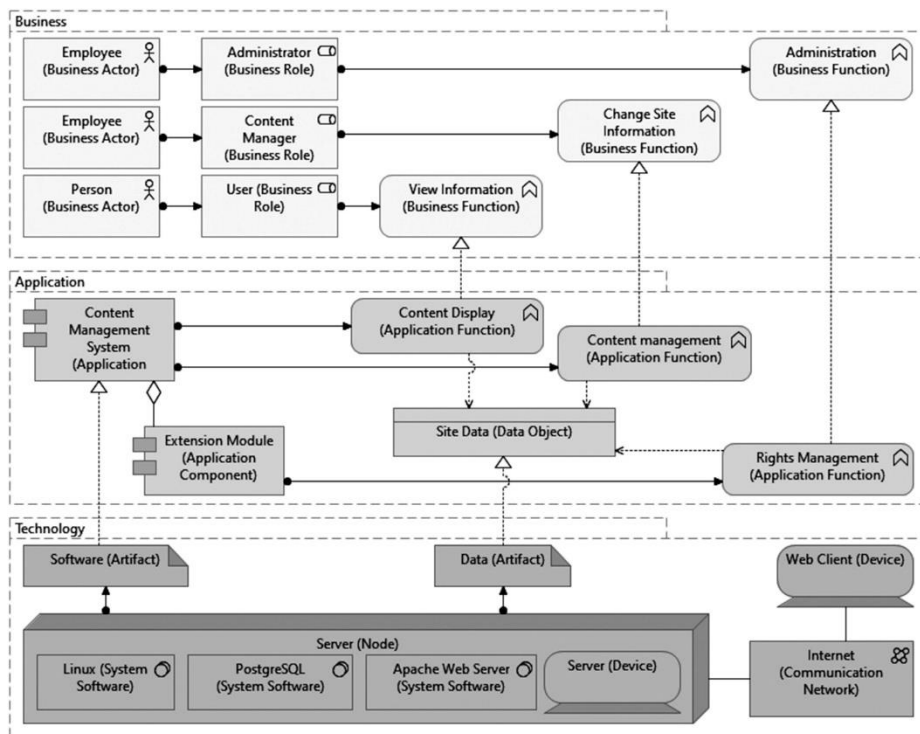 Business
Employee
(Business Actor)
Administrator
(Business Role)
Administration
(Business Function)
Employee
(Business Actor)
Content
Manager
(Business Role)
Change Site
Information
(Business Function)
Person
(Business Actor)
User (Business
Role)
View Information
(Business Function)
Application
Content
Management
System
(Application
Content Display
(Application Function)
Content management
(Application Function)
Site Data (Data Object)
Extension Module
(Application
Component)
Rights Management
(Application Function)
Technology
Software (Artifact)
Data (Artifact)
Web Client (Device)
Server (Node)
Linux (System
Software)
PostgreSQL
(System Software)
Apache Web Server
(System Software)
Server (Device)
Internet
(Communication
Network)